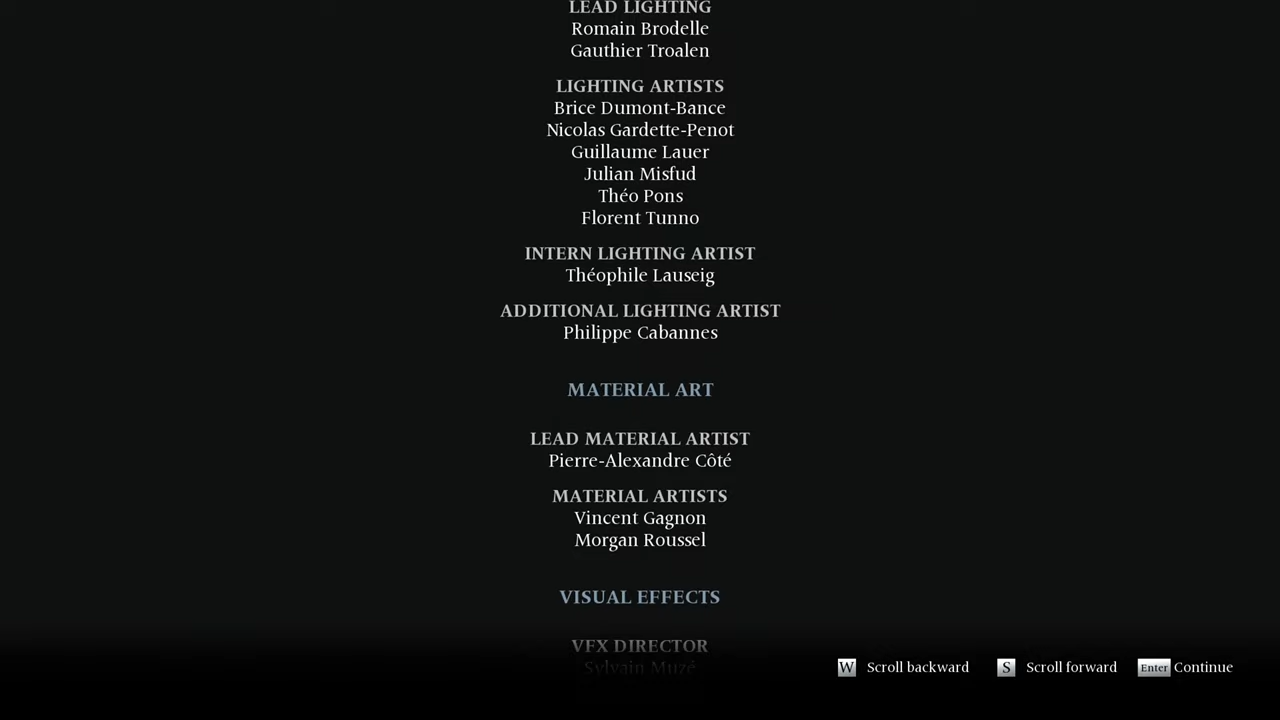 LEAD LIGHTING
Romain Brodelle
Gauthier Troalen
LIGHTING ARTISTS
Brice Dumont-Bance
Nicolas Gardette-Penot
Guillaume Lauer
Julian Misfud
Théo Pons
Florent Tunno
INTERN LIGHTING ARTIST
Théophile Lauseig
ADDITIONAL LIGHTING ARTIST
Philippe Cabannes
MATERIAL ART
LEAD MATERIAL ARTIST
Pierre-Alexandre Côté
MATERIAL ARTISTS
Vincent Gagnon
Morgan Roussel
VISUAL EFFECTS
VFX DIRECTOR
Sylvain Muzé
W Scroll backward S Scroll forward Enter Continue